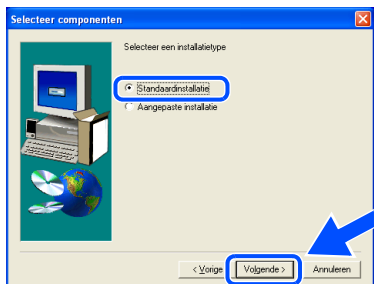 Selecteer componenten
Selecteer een installatietype
Standaardinstallatie
Aangepaste installatie
< Vorige
Volgende >
Annuleren